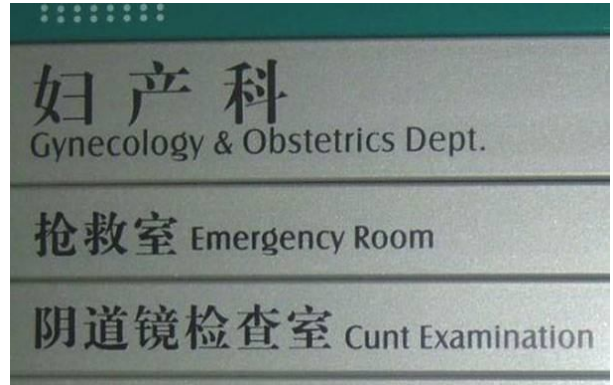 妇产科
Gynecology & Obstetrics Dept.
抢救室 Emergency Room
阴道镜检查室 Cunt Examination